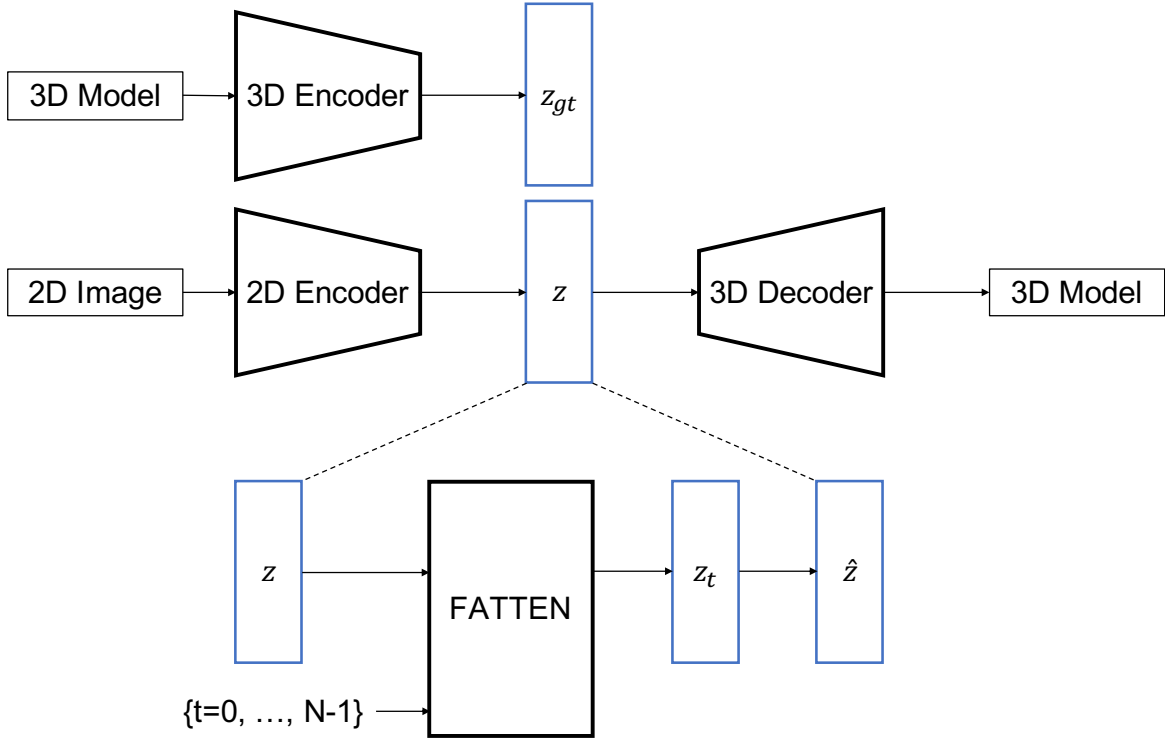 3D Model
3D Encoder
z_gt
2D Image
2D Encoder
z
3D Decoder
3D Model
z
FATTEN
z_t
ẑ
{t=0, …, N-1}